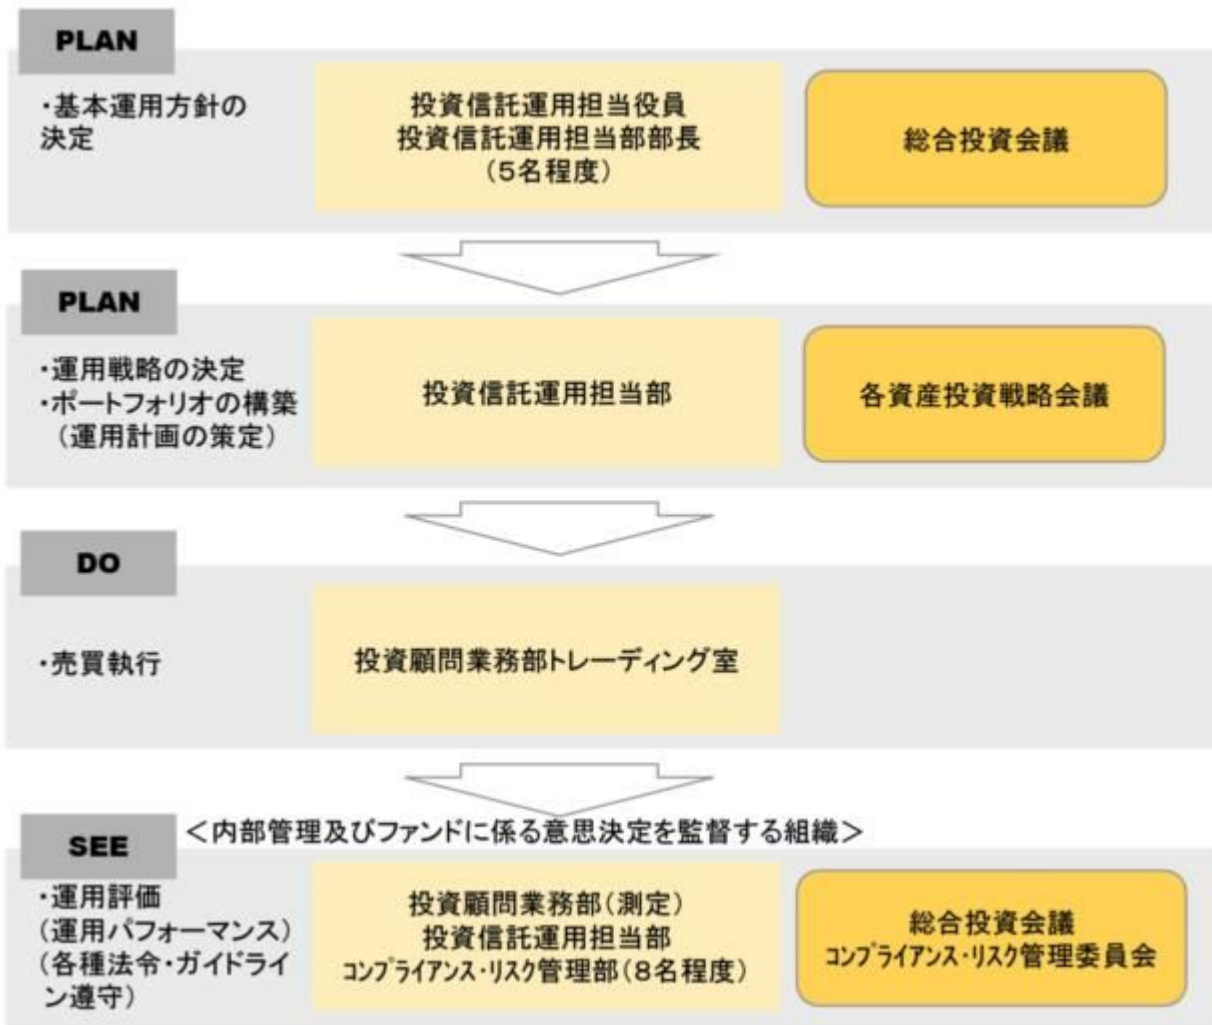 PLAN
・基本運用方針の
決定
投資信託運用担当役員
投資信託運用担当部部長
(5名程度)
総合投資会議
PLAN
・運用戦略の決定
・ポートフォリオの構築
(運用計画の策定)
投資信託運用担当部
各資産投資戦略会議
DO
・売買執行
投資顧問業務部トレーディング室
<内部管理及びファンドに係る意思決定を監督する組織>
SEE
・運用評価
(運用パフォーマンス)
(各種法令・ガイドライ
ン遵守)
投資顧問業務部(測定)
投資信託運用担当部
コンプライアンス・リスク管理部(8名程度)
総合投資会議
コンプライアンス・リスク管理委員会